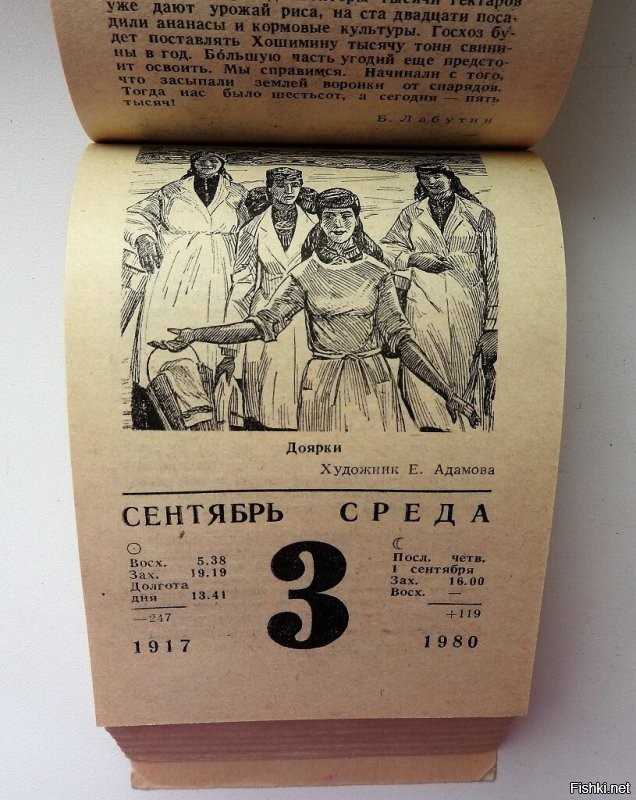 уже дают урожай риса, на ста двадцати поса-
дили ананасы и кормовые культуры. Госхоз бу-
дет поставлять Хошимину тысячу тонн свини-
ны в год. Бо́льшую часть угодий еще предсто-
ит освоить. Мы справимся. Начинали с того,
что засыпали землей воронки от снарядов.
Тогда нас было шестьсот, а сегодня — пять
тысяч!
Б. Лабутин
Доярки
Художник Е. Адамова
СЕНТЯБРЬ СРЕДА
Восх. 5.38
Зах. 19.19
Долгота
дня 13.41
—247
1917
3
☾ Посл. четв.
1 сентября
Зах. 16.00
Восх. —
+119
1980
Fishki.net